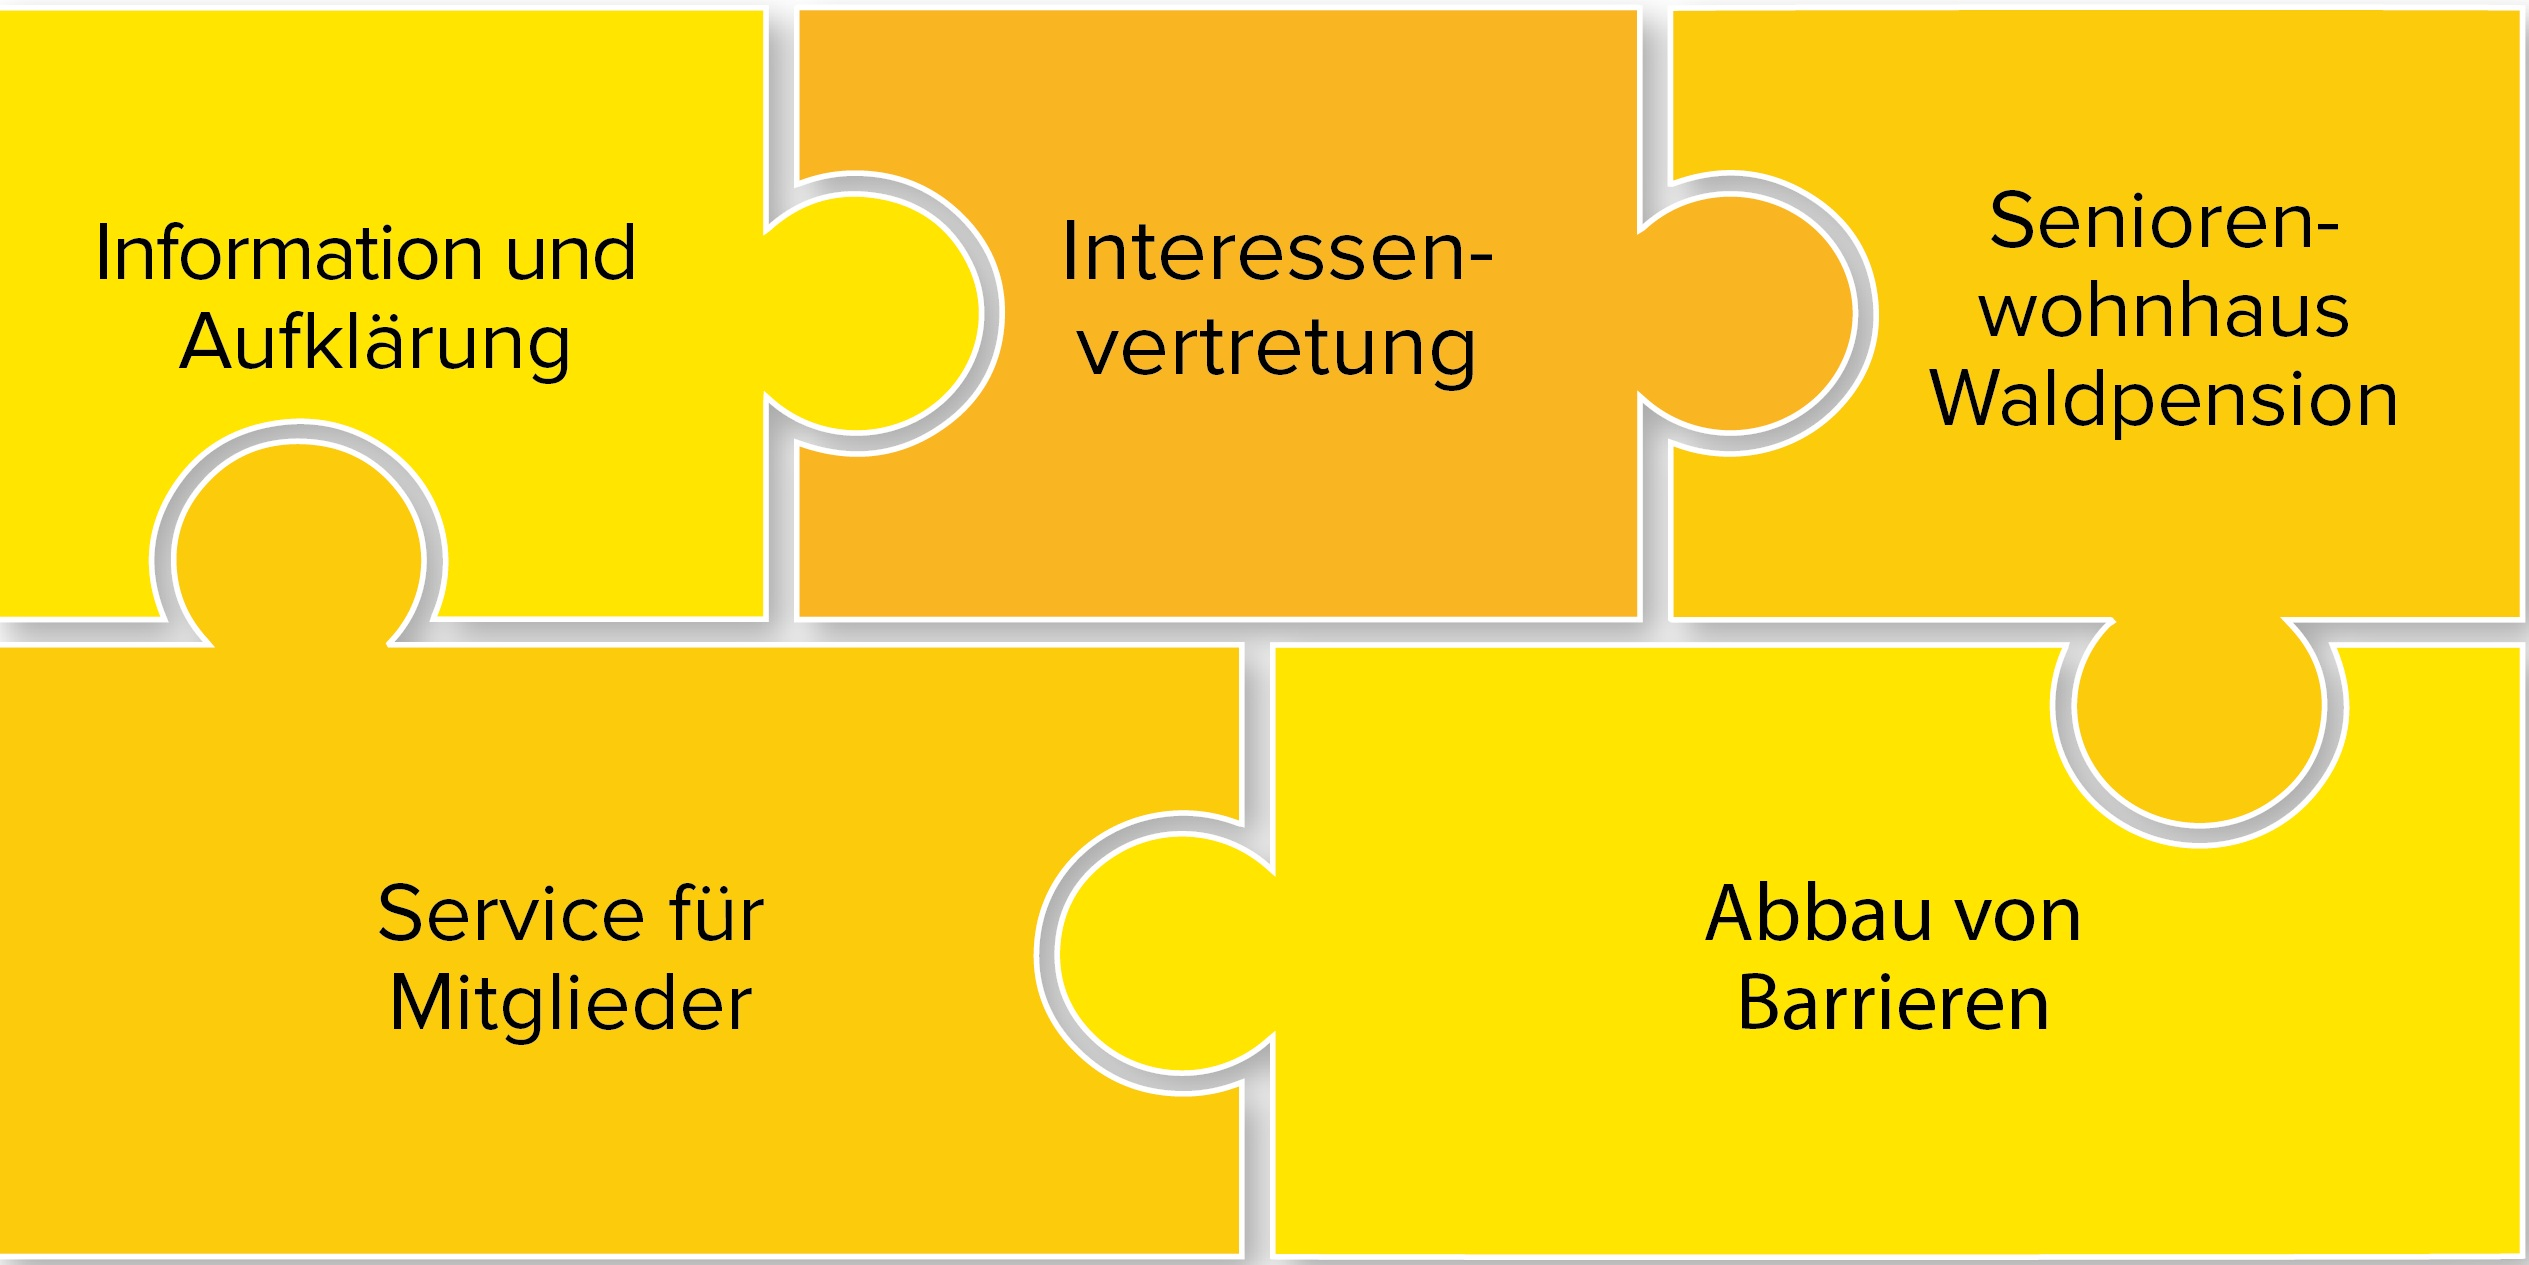 Information und
Aufklärung
Interessen-
vertretung
Senioren-
wohnhaus
Waldpension
Service für
Mitglieder
Abbau von
Barrieren